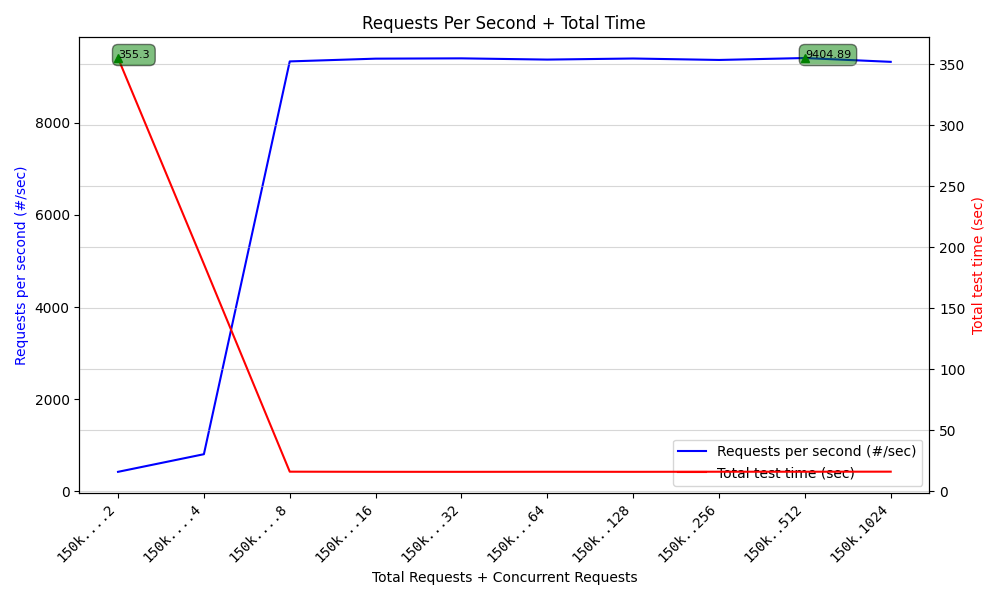 Requests Per Second + Total Time
355.3
9404.89
8000
6000
4000
2000
0
Requests per second (#/sec)
350
300
250
200
150
100
50
0
Total test time (sec)
Requests per second (#/sec)
Total test time (sec)
150k....2
150k....4
150k....8
150k...16
150k...32
150k...64
150k..128
150k..256
150k..512
150k.1024
Total Requests + Concurrent Requests